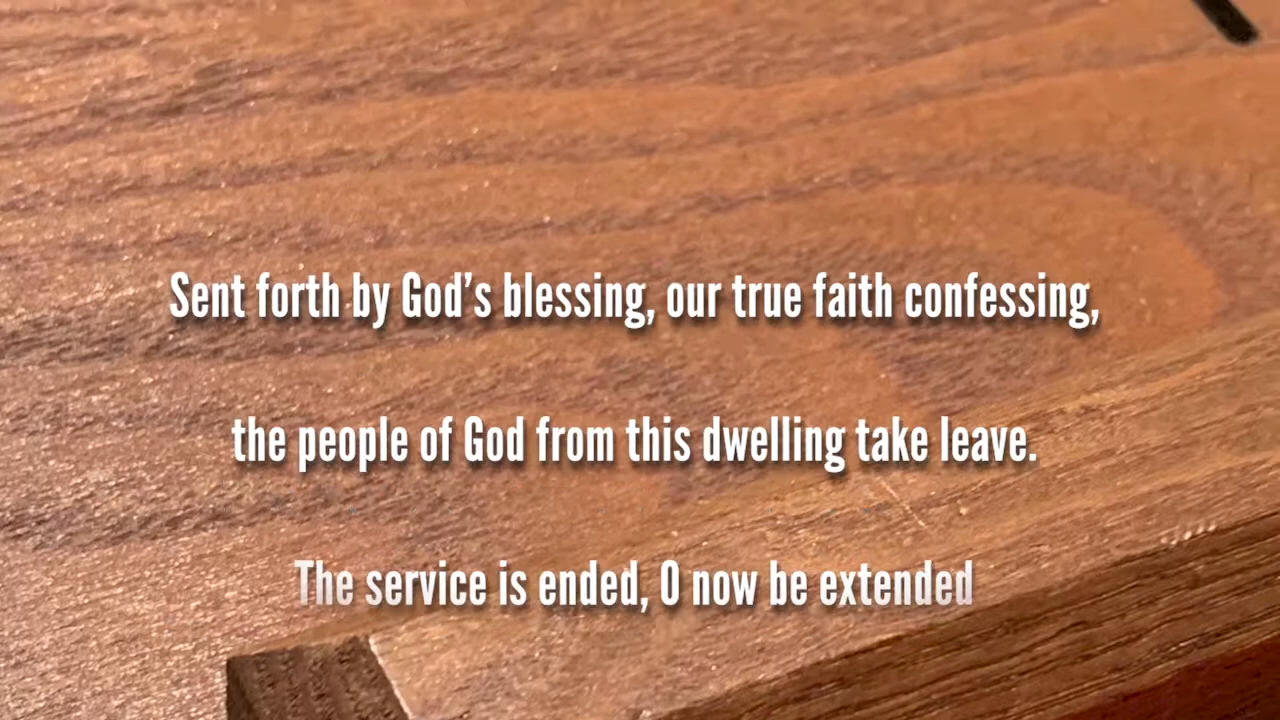 Sent forth by God’s blessing, our true faith confessing,
the people of God from this dwelling take leave.
The service is ended, O now be extended